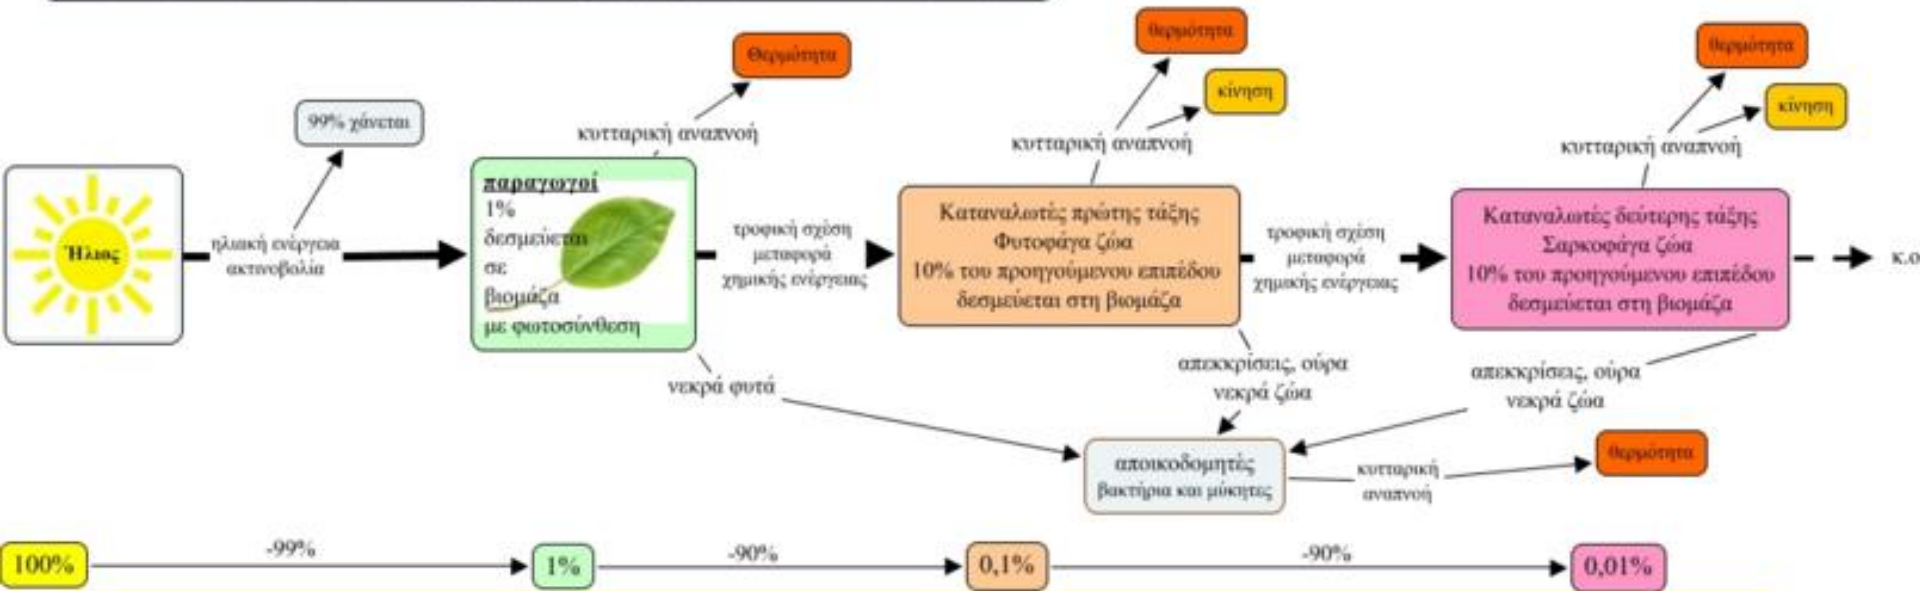 θερμότητα
κίνηση
Θερμότητα
θερμότητα
κίνηση
99% χάνεται
κυτταρική αναπνοή
κυτταρική αναπνοή
κυτταρική αναπνοή
Ήλιος
ηλιακή ενέργεια
ακτινοβολία
παραγωγοί
1%
δεσμεύεται
σε
βιομάζα
με φωτοσύνθεση
τροφική σχέση
μεταφορά
χημικής ενέργειας
Καταναλωτές πρώτης τάξης
Φυτοφάγα ζώα
10% του προηγούμενου επιπέδου
δεσμεύεται στη βιομάζα
τροφική σχέση
μεταφορά
χημικής ενέργειας
Καταναλωτές δεύτερης τάξης
Σαρκοφάγα ζώα
10% του προηγούμενου επιπέδου
δεσμεύεται στη βιομάζα
κ.ο
νεκρά φυτά
απεκκρίσεις, ούρα
νεκρά ζώα
απεκκρίσεις, ούρα
νεκρά ζώα
αποικοδομητές
βακτήρια και μύκητες
κυτταρική
αναπνοή
θερμότητα
100%
-99%
1%
-90%
0,1%
-90%
0,01%